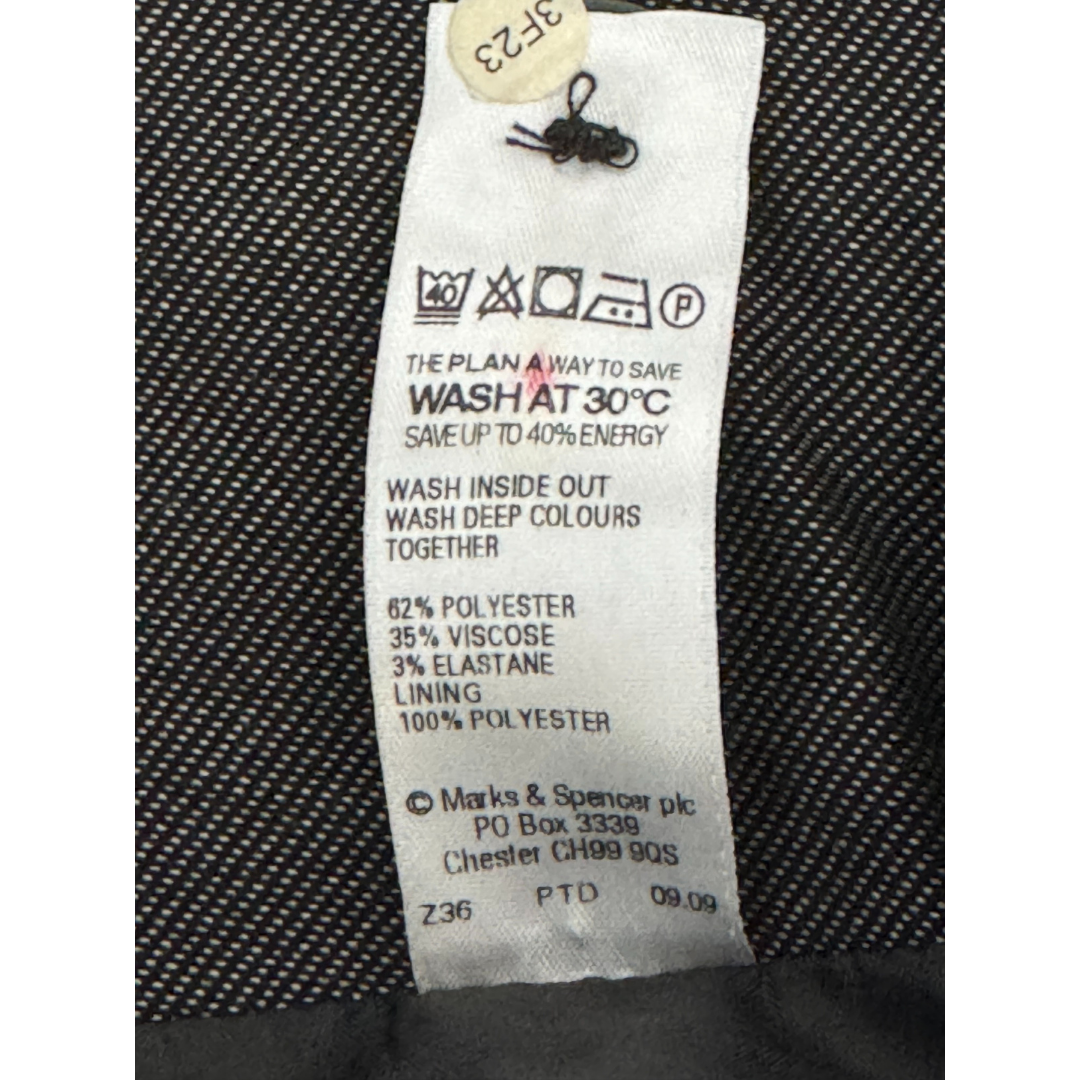 3F23
40
P
THE PLAN A WAY TO SAVE
WASH AT 30°C
SAVE UP TO 40% ENERGY
WASH INSIDE OUT
WASH DEEP COLOURS
TOGETHER
62% POLYESTER
35% VISCOSE
3% ELASTANE
LINING
100% POLYESTER
© Marks & Spencer plc
PO Box 3339
Chester CH99 9QS
Z36 PTD 09.09